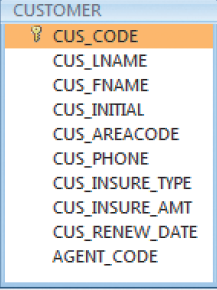 CUSTOMER
CUS_CODE
CUS_LNAME
CUS_FNAME
CUS_INITIAL
CUS_AREACODE
CUS_PHONE
CUS_INSURE_TYPE
CUS_INSURE_AMT
CUS_RENEW_DATE
AGENT_CODE